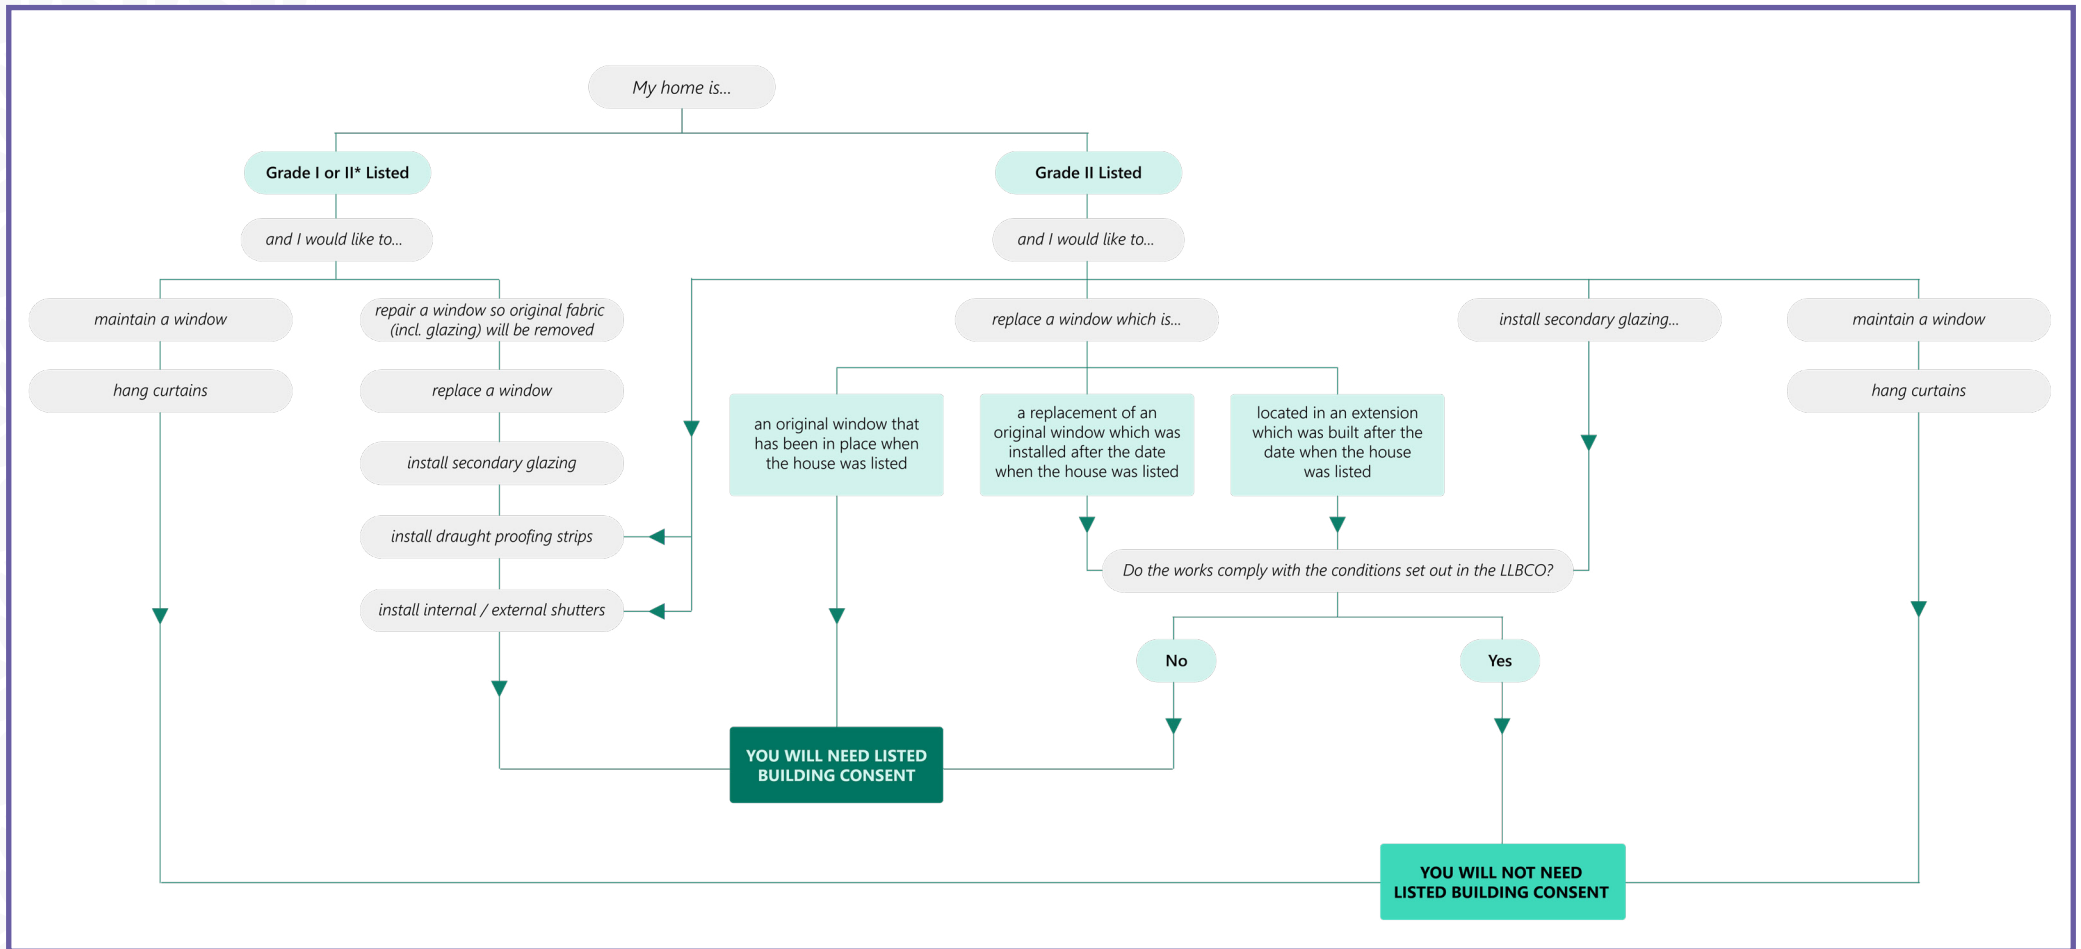 My home is...
Grade I or II* Listed
Grade II Listed
and I would like to...
and I would like to...
maintain a window
repair a window so original fabric
(incl. glazing) will be removed
replace a window which is...
install secondary glazing...
maintain a window
hang curtains
replace a window
hang curtains
an original window that
has been in place when
the house was listed
a replacement of an
original window which was
installed after the date
when the house was listed
located in an extension
which was built after the
date when the house
was listed
install secondary glazing
install draught proofing strips
Do the works comply with the conditions set out in the LLBCO?
install internal / external shutters
No
Yes
YOU WILL NEED LISTED
BUILDING CONSENT
YOU WILL NOT NEED
LISTED BUILDING CONSENT